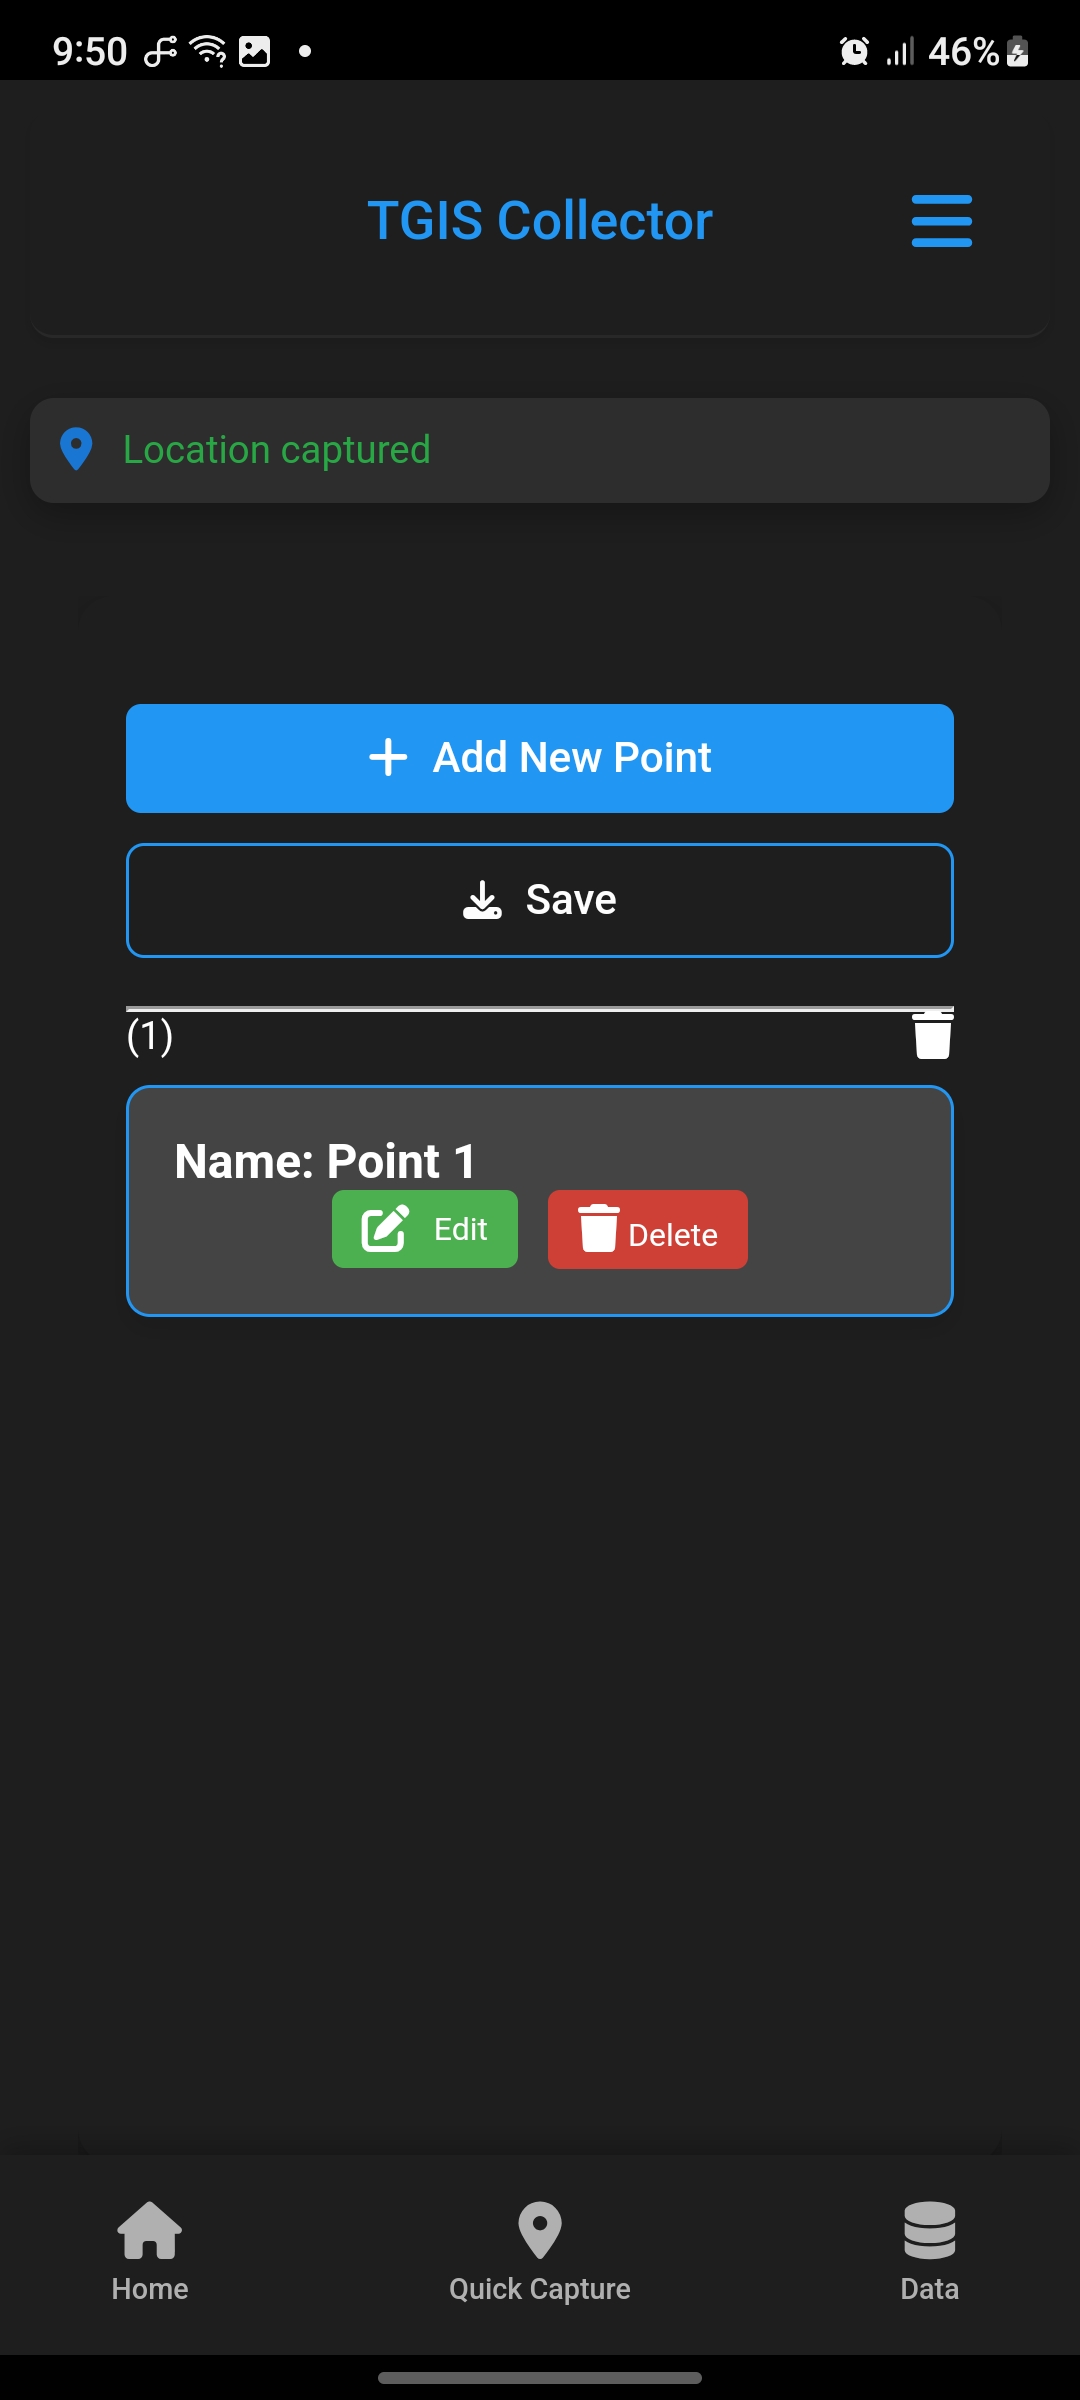 9:50 46%
TGIS Collector
Location captured
Add New Point
Save
(1)
Name: Point 1
Edit Delete
Home Quick Capture Data